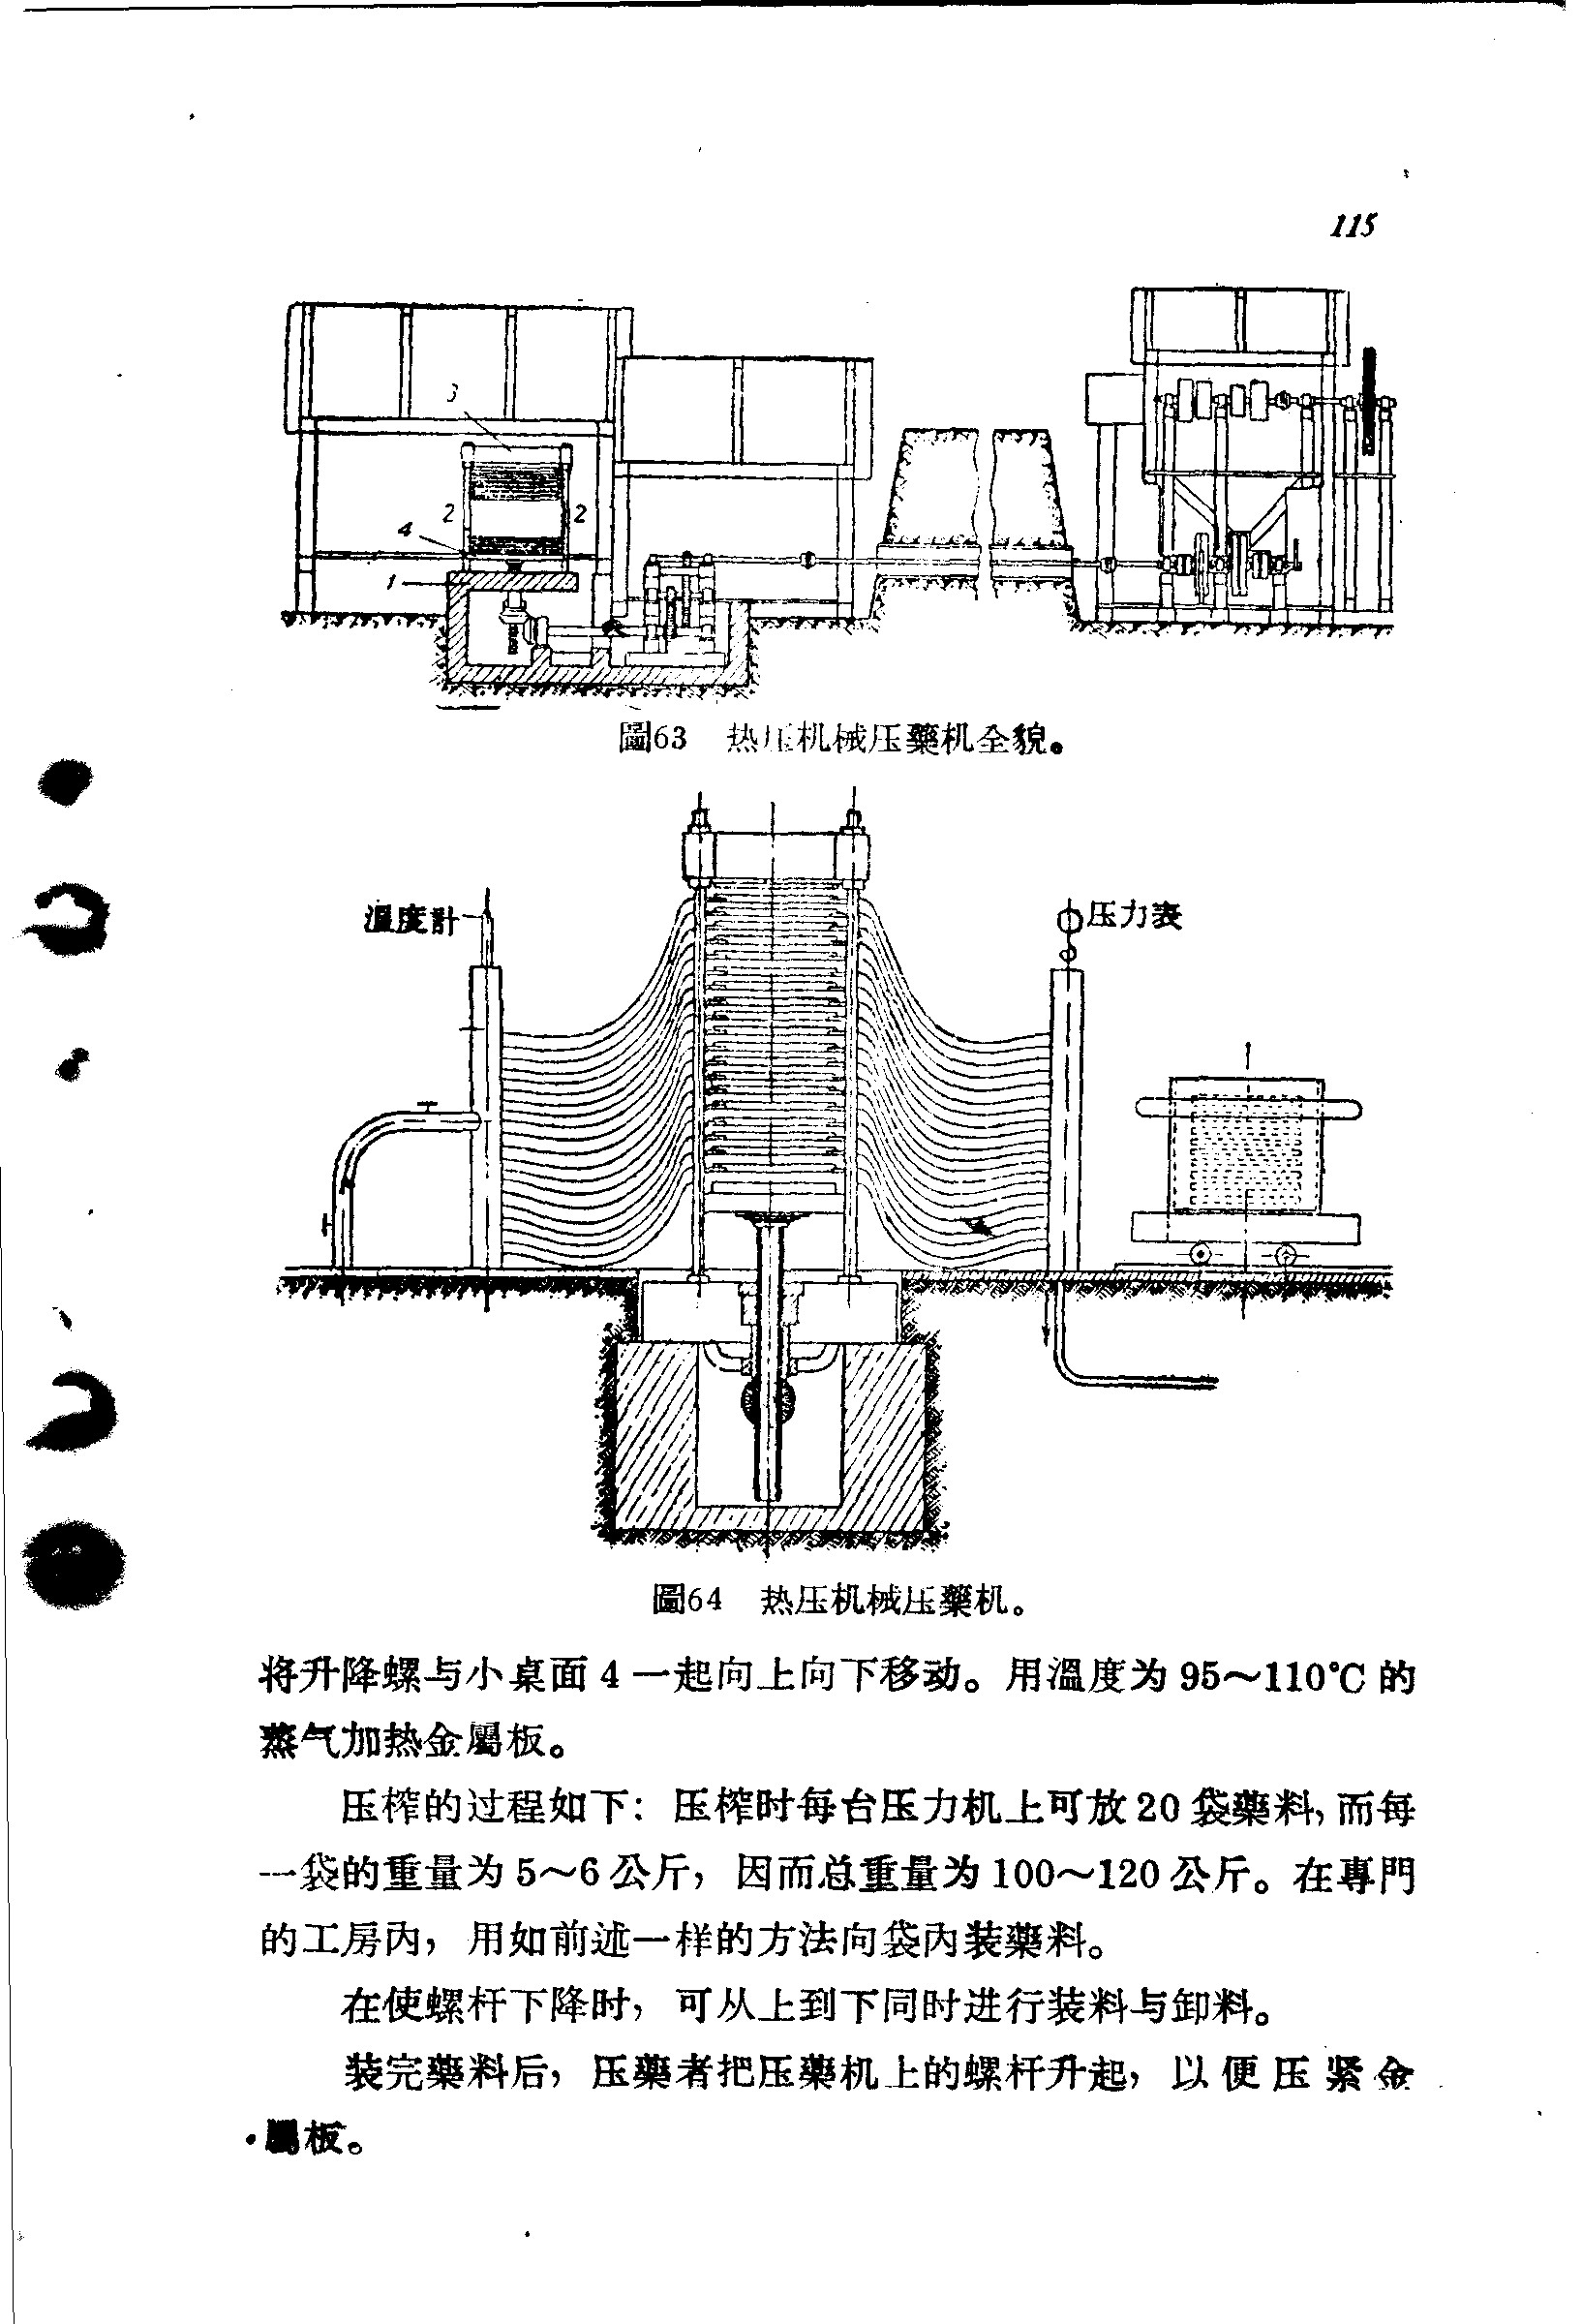 115
3
2
2
4
1
圖63 热压机械压藥机全貌。
溫度計
压力表
圖64 热压机械压藥机。
将升降螺与小桌面 4 一起向上向下移动。用溫度为 95～110℃ 的
蒸气加热金屬板。
压榨的过程如下：压榨时每台压力机上可放 20 袋藥料，而每
一袋的重量为 5～6 公斤，因而总重量为 100～120 公斤。在專門
的工房內，用如前述一样的方法向袋內装藥料。
在使螺杆下降时，可从上到下同时进行装料与卸料。
装完藥料后，压藥者把压藥机上的螺杆升起，以便压紧金
屬板。